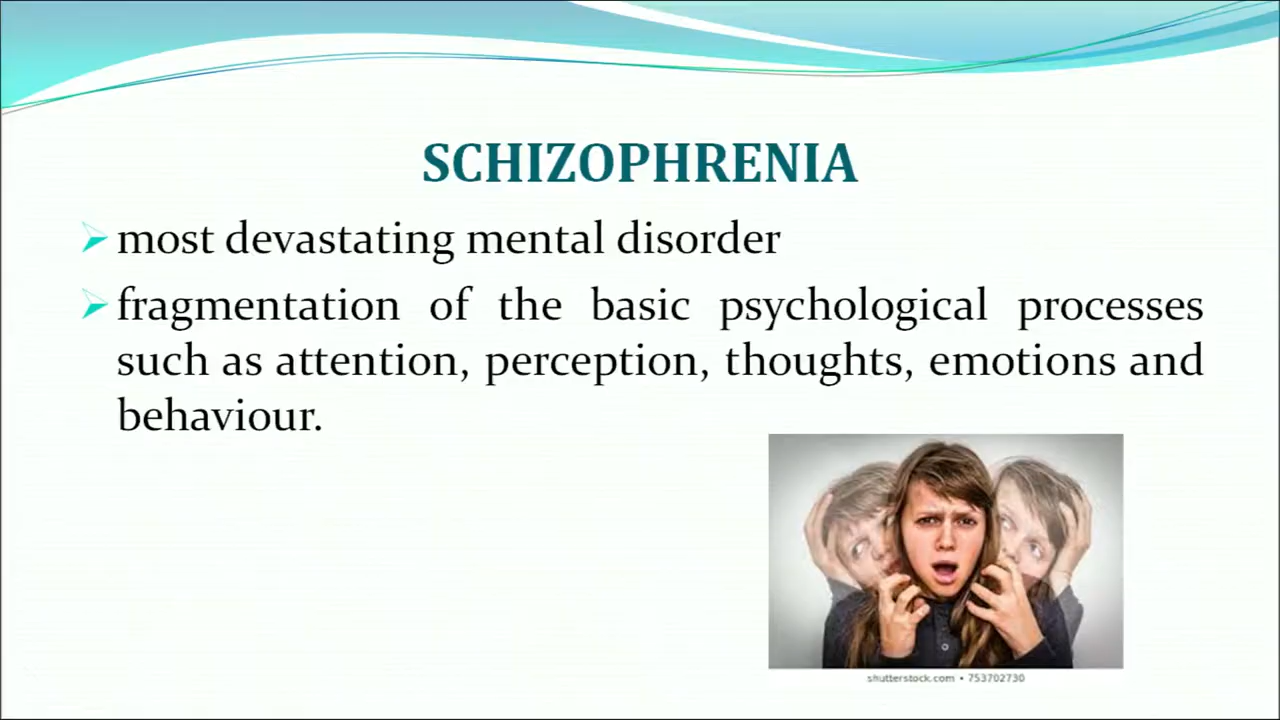 SCHIZOPHRENIA
most devastating mental disorder
fragmentation of the basic psychological processes
such as attention, perception, thoughts, emotions and
behaviour.
shutterstock.com • 753702730